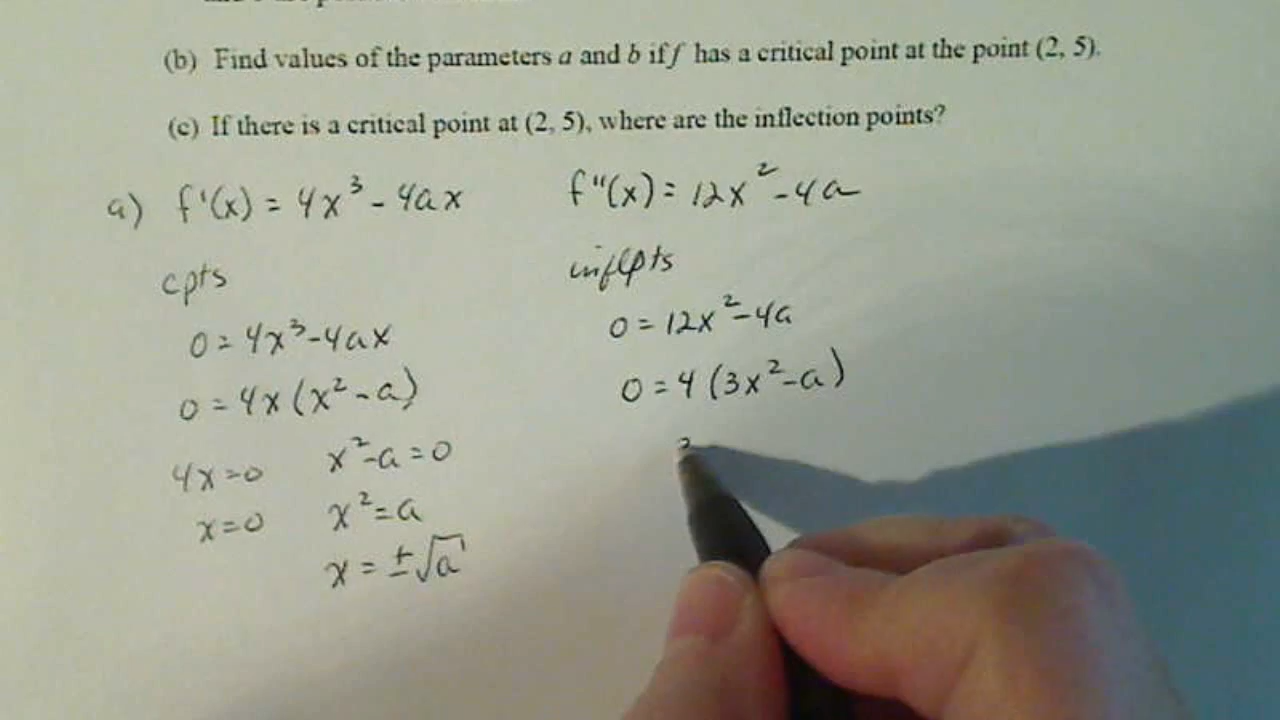 (b) Find values of the parameters a and b if f has a critical point at the point (2, 5).
(c) If there is a critical point at (2, 5), where are the inflection points?
a) f'(x) = 4x³ - 4ax
f"(x) = 12x² - 4a
cpts
inflpts
0 = 4x³ - 4ax
0 = 12x² - 4a
0 = 4x (x² - a)
0 = 4 (3x² - a)
4x = 0
x² - a = 0
x = 0
x² = a
x = ±√a